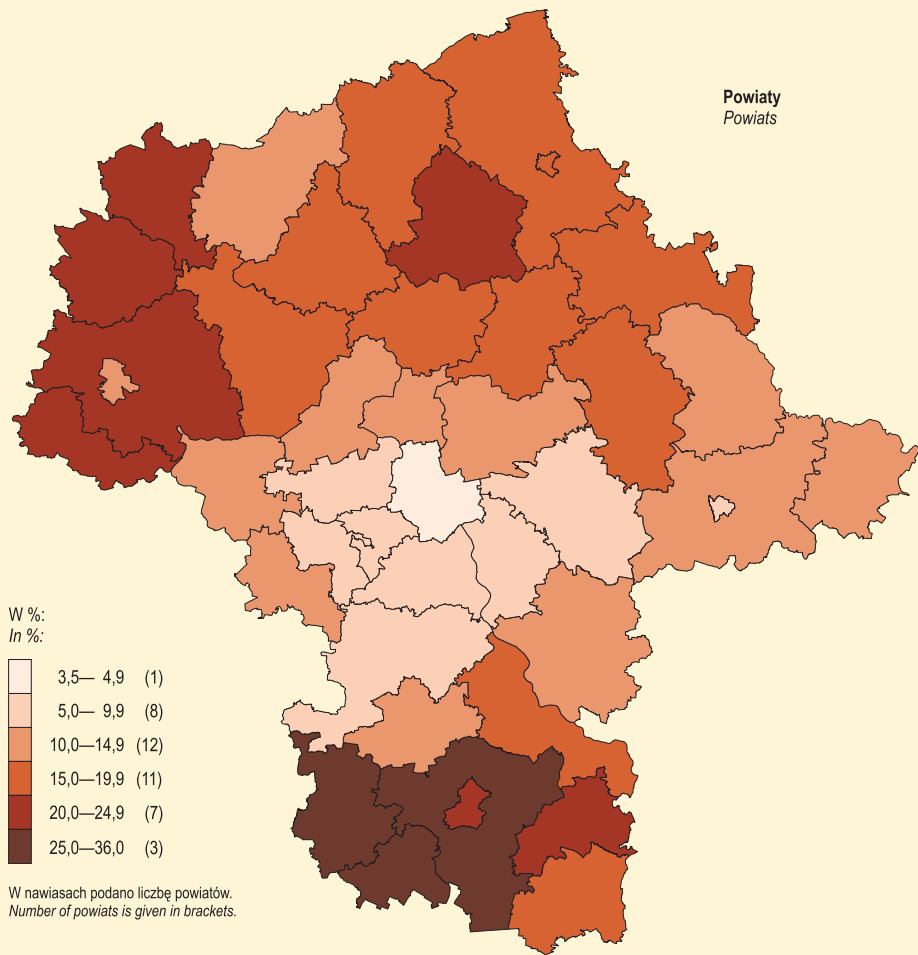 Powiaty
Powiats
W %:
In %:
3,5— 4,9 (1)
5,0— 9,9 (8)
10,0—14,9 (12)
15,0—19,9 (11)
20,0—24,9 (7)
25,0—36,0 (3)
W nawiasach podano liczbę powiatów.
Number of powiats is given in brackets.